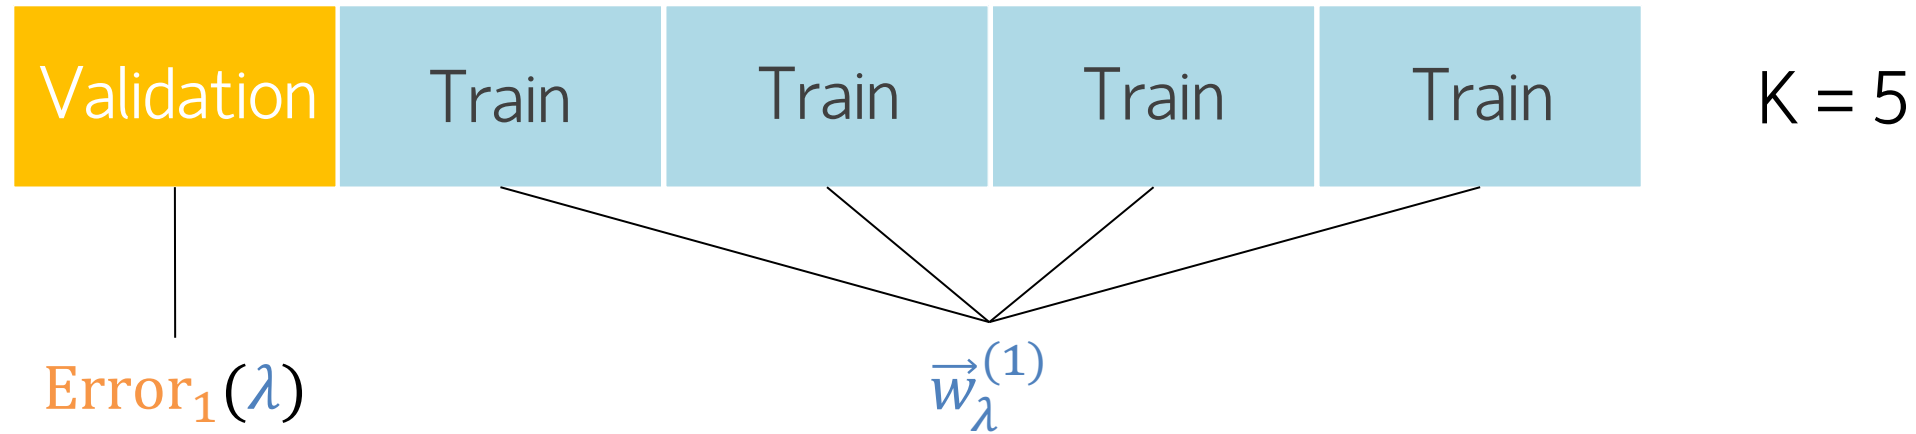 Validation Train Train Train Train K = 5
Error₁(λ) w⃗_λ^(1)